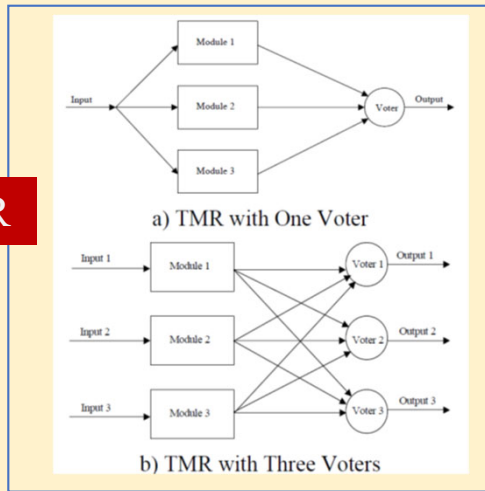 Module 1
Input
Module 2
Voter
Output
Module 3
a) TMR with One Voter
R
Input 1
Module 1
Voter 1
Output 1
Input 2
Module 2
Voter 2
Output 2
Input 3
Module 3
Voter 3
Output 3
b) TMR with Three Voters